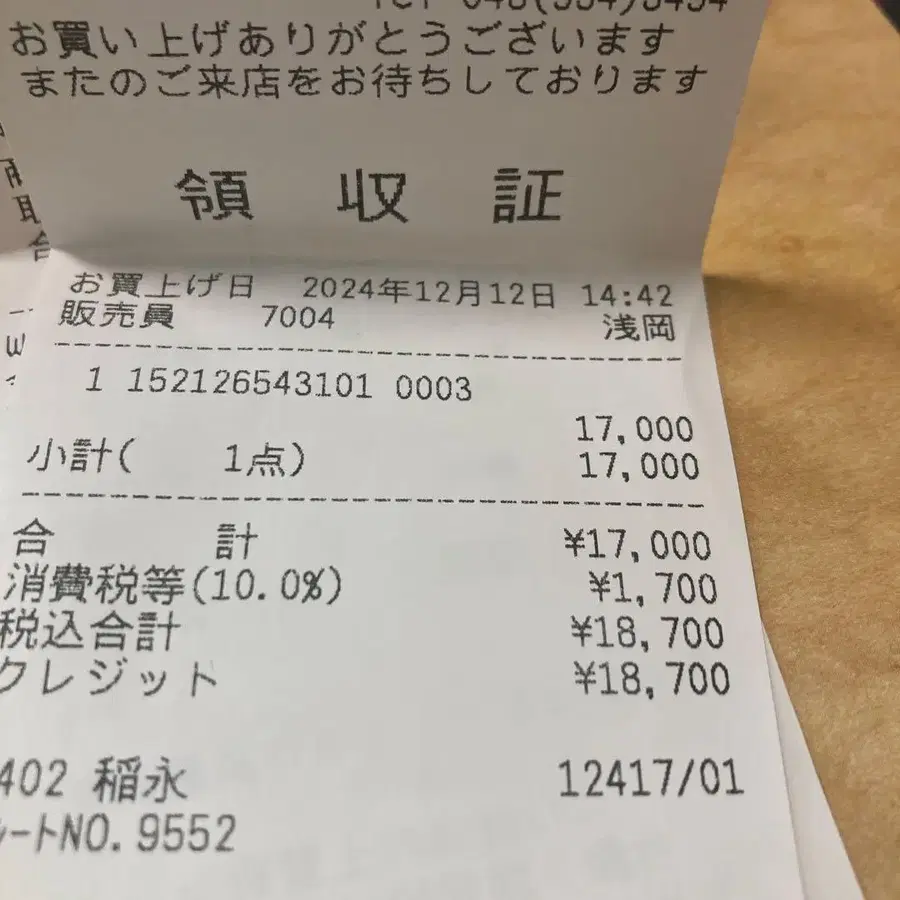 お買い上げありがとうございます
またのご来店をお待ちしております
領 収 証
お買上げ日 2024年12月12日 14:42
販売員 7004 浅岡
1 152126543101 0003
17,000
小計( 1点) 17,000
合 計 ¥17,000
消費税等(10.0%) ¥1,700
税込合計 ¥18,700
クレジット ¥18,700
402 稲永 12417/01
ートNO.9552